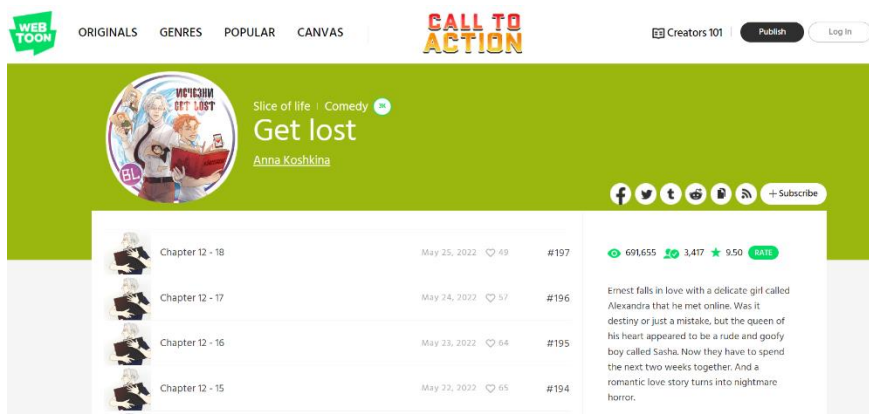 WEB
TOON
ORIGINALS GENRES POPULAR CANVAS
CALL TO
ACTION
Creators 101 Publish Log In
ИСЧЕЗНИ
GET LOST
BL
Slice of life Comedy
Get lost
Anna Koshkina
+ Subscribe
Chapter 12 - 18 May 25, 2022 49 #197
Chapter 12 - 17 May 24, 2022 57 #196
Chapter 12 - 16 May 23, 2022 64 #195
Chapter 12 - 15 May 22, 2022 65 #194
691,655 3,417 9.50 RATE
Ernest falls in love with a delicate girl called
Alexandra that he met online. Was it
destiny or just a mistake, but the queen of
his heart appeared to be a rude and goofy
boy called Sasha. Now they have to spend
the next two weeks together. And a
romantic love story turns into nightmare
horror.